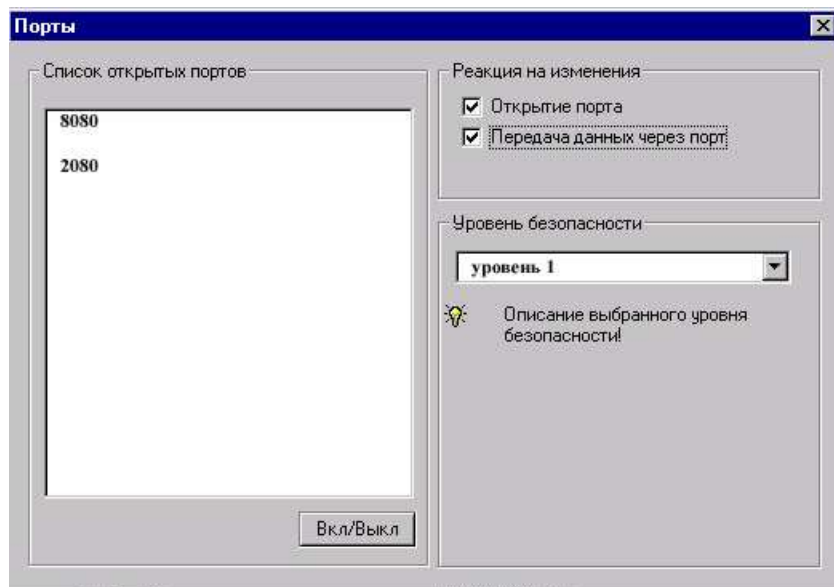 Порты
Список открытых портов
8080
2080
Вкл/Выкл
Реакция на изменения
Открытие порта
Передача данных через порт
Уровень безопасности
уровень 1
Описание выбранного уровня
безопасности!